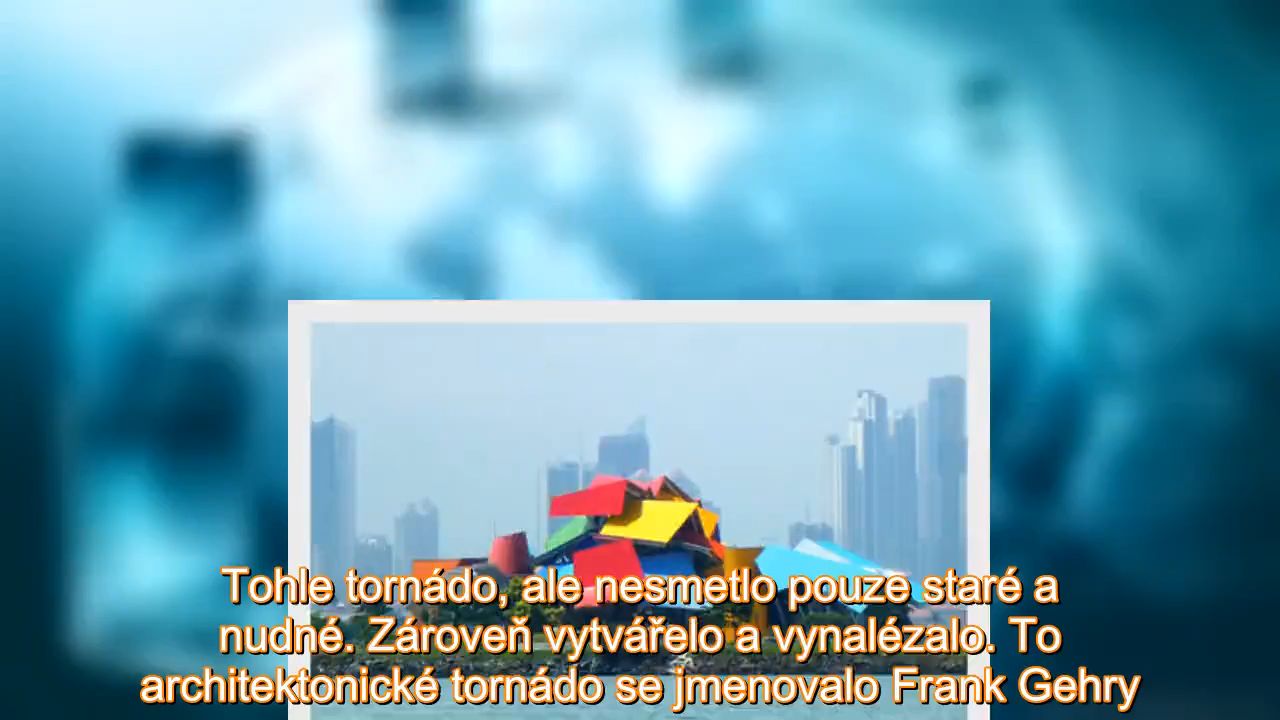 Tohle tornádo, ale nesmetlo pouze staré a
nudné. Zároveň vytvářelo a vynalézalo. To
architektonické tornádo se jmenovalo Frank Gehry